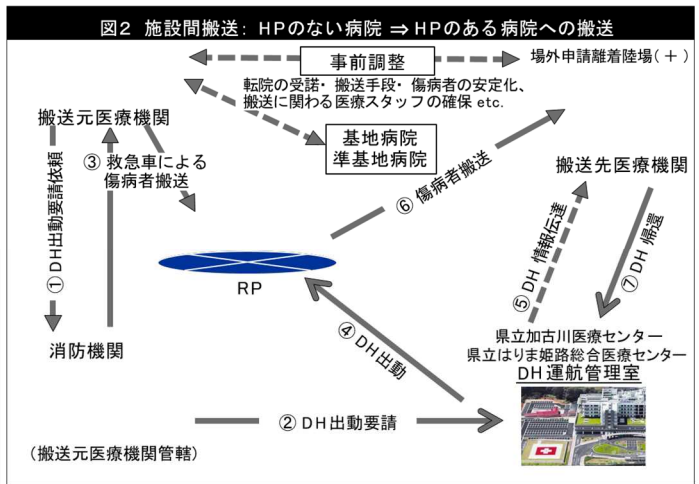 図2 施設間搬送: HPのない病院 ⇒ HPのある病院への搬送
事前調整
場外申請離着陸場(+)
転院の受諾・搬送手段・傷病者の安定化、
搬送に関わる医療スタッフの確保 etc.
搬送元医療機関
基地病院
準基地病院
搬送先医療機関
① DH出動要請依頼
③ 救急車による
傷病者搬送
⑥ 傷病者搬送
RP
⑤ DH 情報伝達
⑦ DH 帰還
④ DH出動
消防機関
県立加古川医療センター
県立はりま姫路総合医療センター
DH運航管理室
② DH出動要請
(搬送元医療機関管轄)